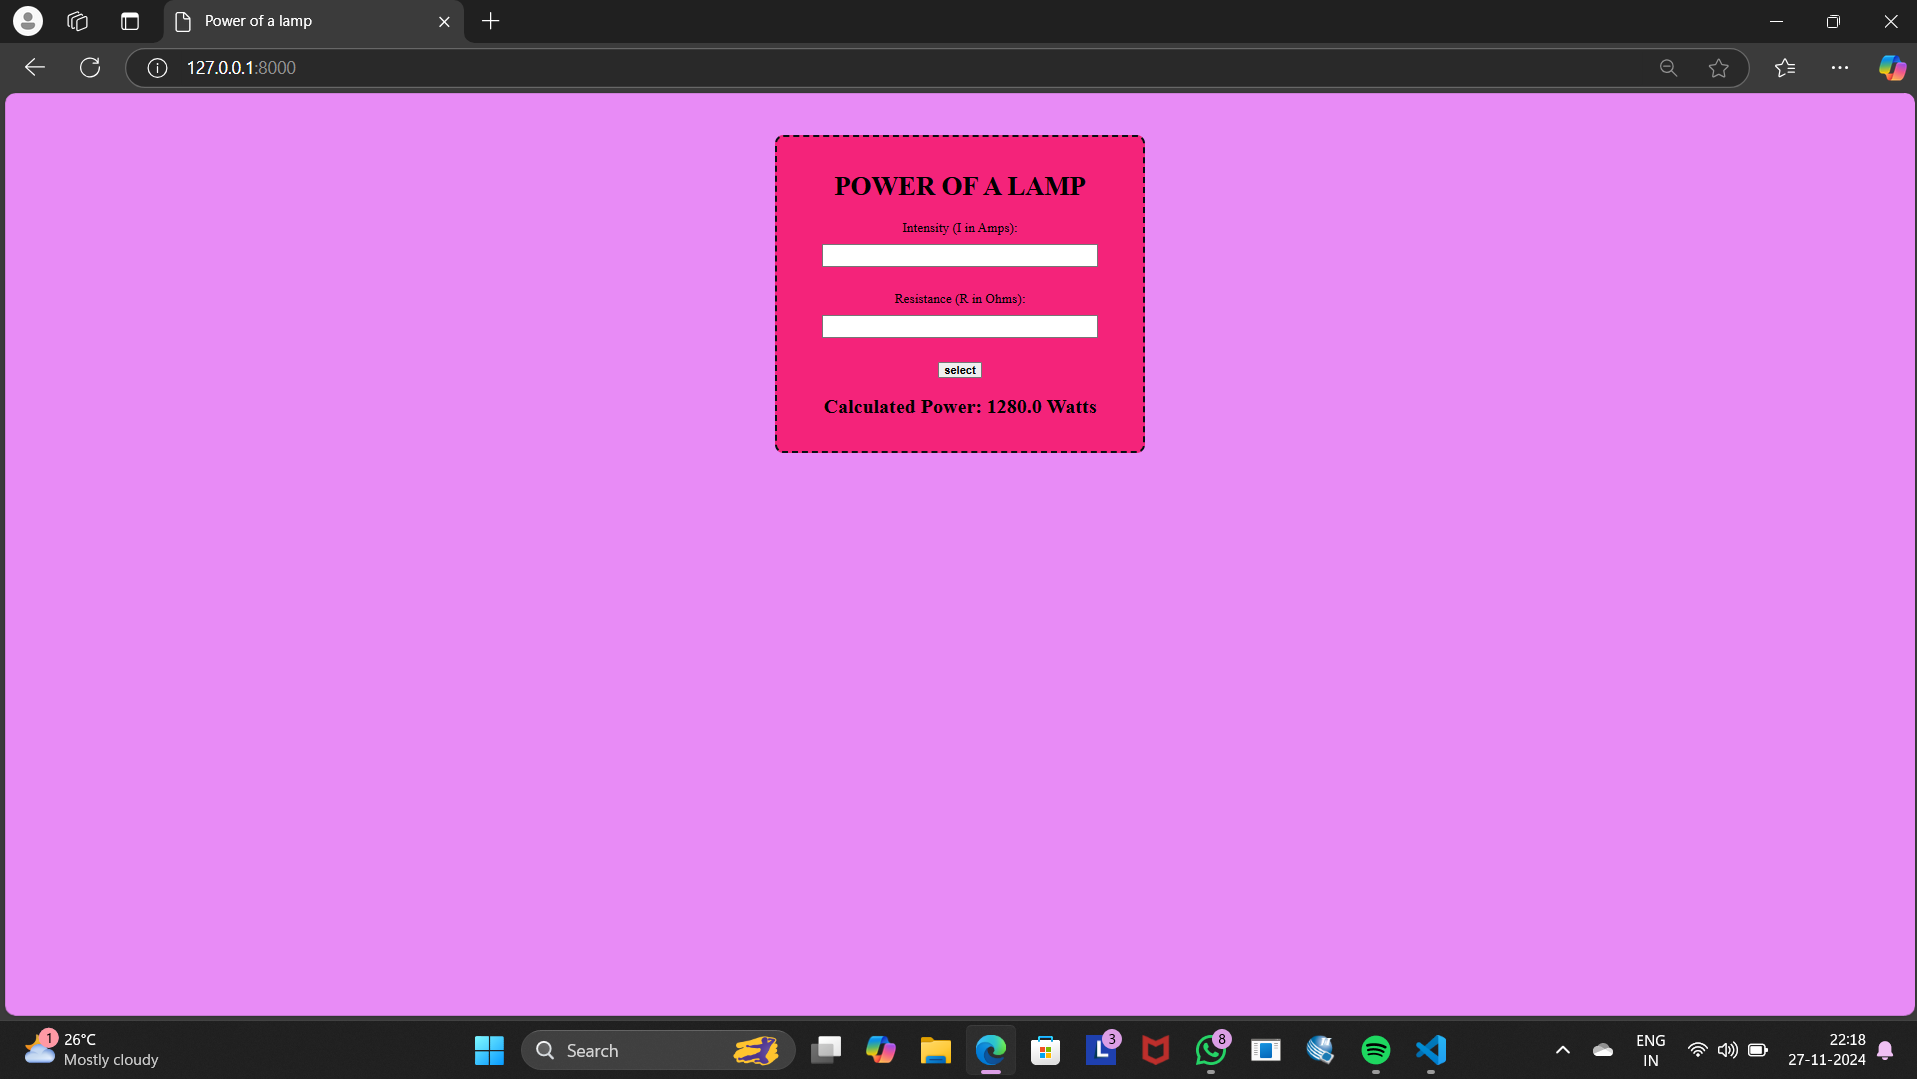 Power of a lamp
127.0.0.1:8000
POWER OF A LAMP
Intensity (I in Amps):
Resistance (R in Ohms):
select
Calculated Power: 1280.0 Watts
1
26°C
Mostly cloudy
Search
L
3
8
ENG
IN
22:18
27-11-2024